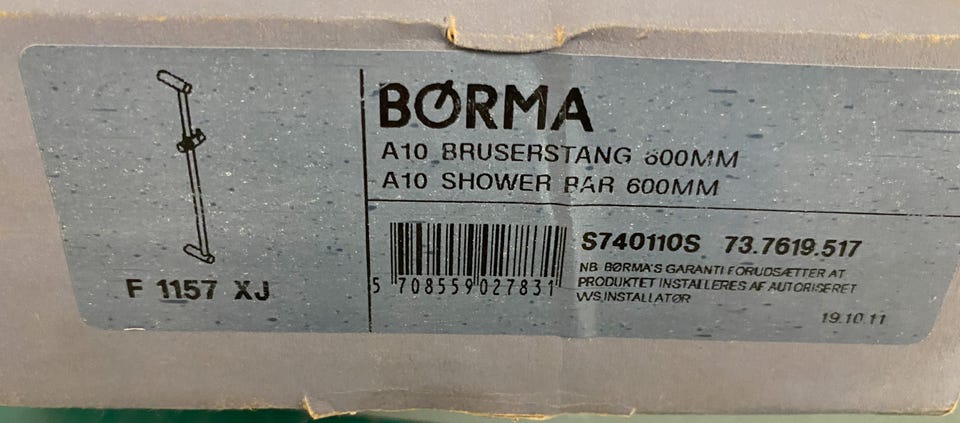 BØRMA
A10 BRUSERSTANG 600MM
A10 SHOWER BAR 600MM
F 1157 XJ
5 708559 027831
S740110S 73.7619.517
NB. BØRMA'S GARANTI FORUDSÆTTER AT
PRODUKTET INSTALLERES AF AUTORISERET
VVS.INSTALLATØR
19.10.11